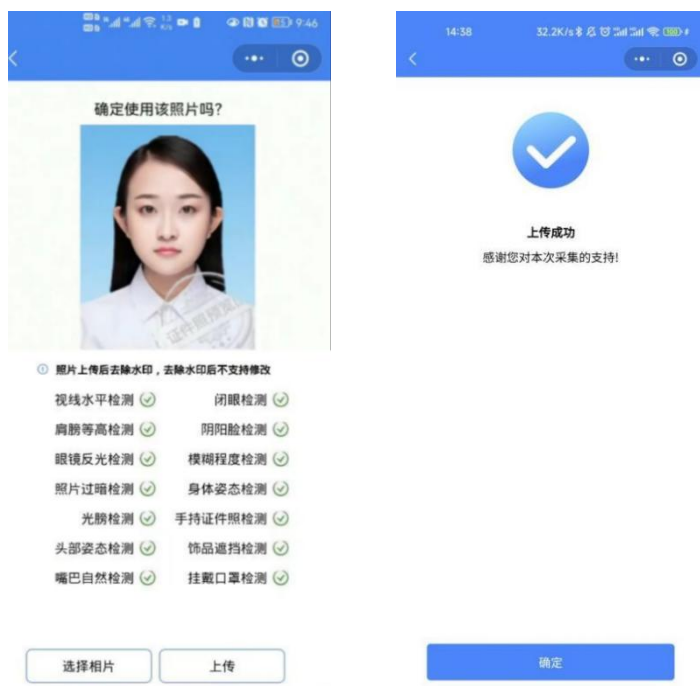 9:46
确定使用该照片吗?
证件照预览
照片上传后去除水印，去除水印后不支持修改
视线水平检测
闭眼检测
肩膀等高检测
阴阳脸检测
眼镜反光检测
模糊程度检测
照片过暗检测
身体姿态检测
光膀检测
手持证件照检测
头部姿态检测
饰品遮挡检测
嘴巴自然检测
挂戴口罩检测
选择相片
上传
14:38
32.2K/s
上传成功
感谢您对本次采集的支持!
确定